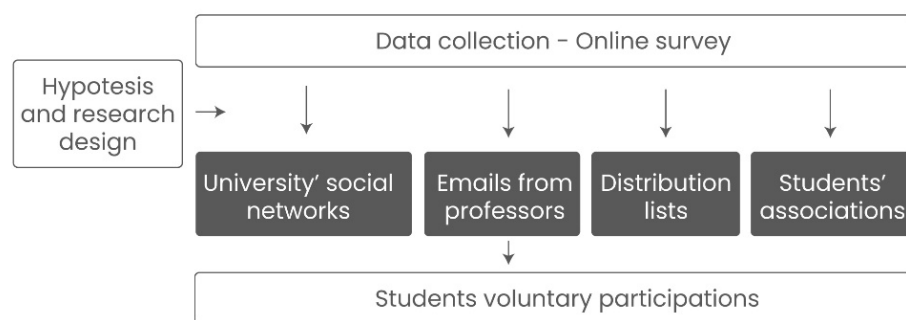 Data collection - Online survey
Hypotesis
and research
design
University’ social
networks
Emails from
professors
Distribution
lists
Students’
associations
Students voluntary participations